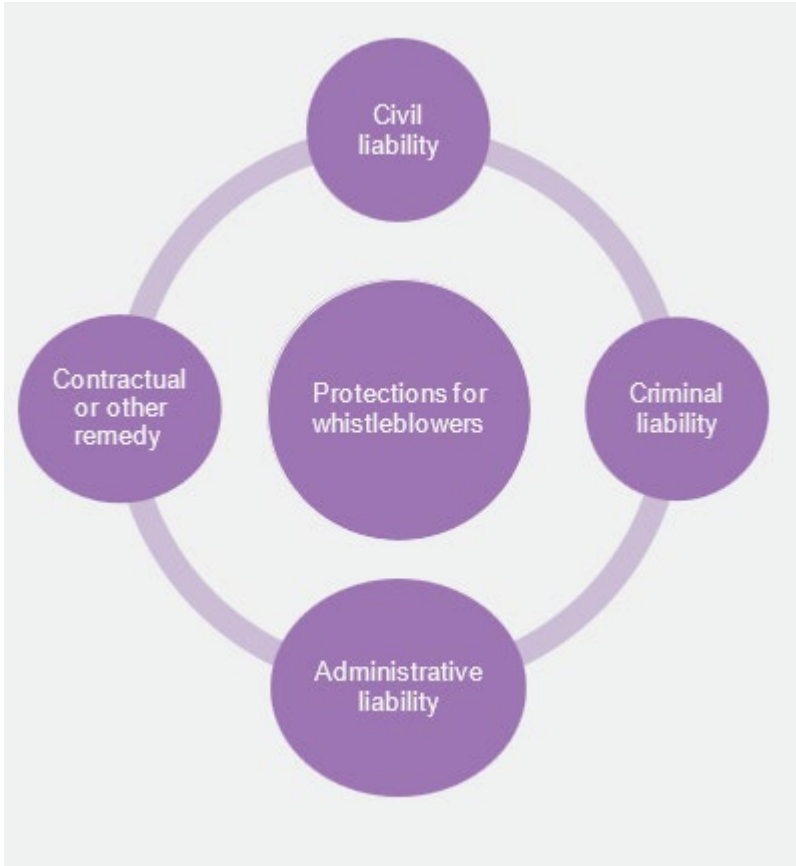 Civil
liability
Contractual
or other
remedy
Protections for
whistleblowers
Criminal
liability
Administrative
liability